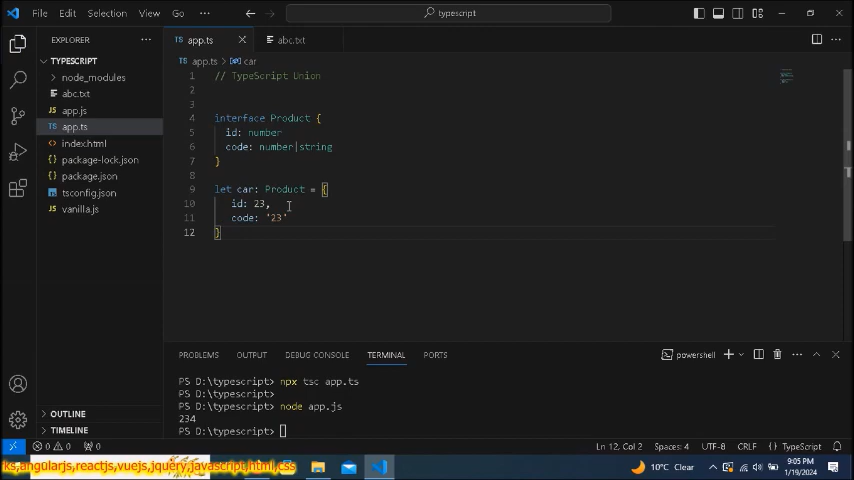 File Edit Selection View Go ... typescript
EXPLORER ...
app.ts
abc.txt
TYPESCRIPT
node_modules
abc.txt
JS app.js
TS app.ts
index.html
package-lock.json
package.json
tsconfig.json
JS vanilla.js
OUTLINE
TIMELINE
TS app.ts > car
1 // TypeScript Union
2
3
4 interface Product {
5 id: number
6 code: number|string
7 }
8
9 let car: Product = {
10 id: 23,
11 code: '23'
12 }
PROBLEMS OUTPUT DEBUG CONSOLE TERMINAL PORTS powershell
PS D:\typescript> npx tsc app.ts
PS D:\typescript>
PS D:\typescript> node app.js
234
PS D:\typescript>
0 0 0 Ln 12, Col 2 Spaces: 4 UTF-8 CRLF {} TypeScript
ks,angularjs,reactjs,vuejs,jquery,javascript,html,css
10°C Clear
9:05 PM
1/19/2024